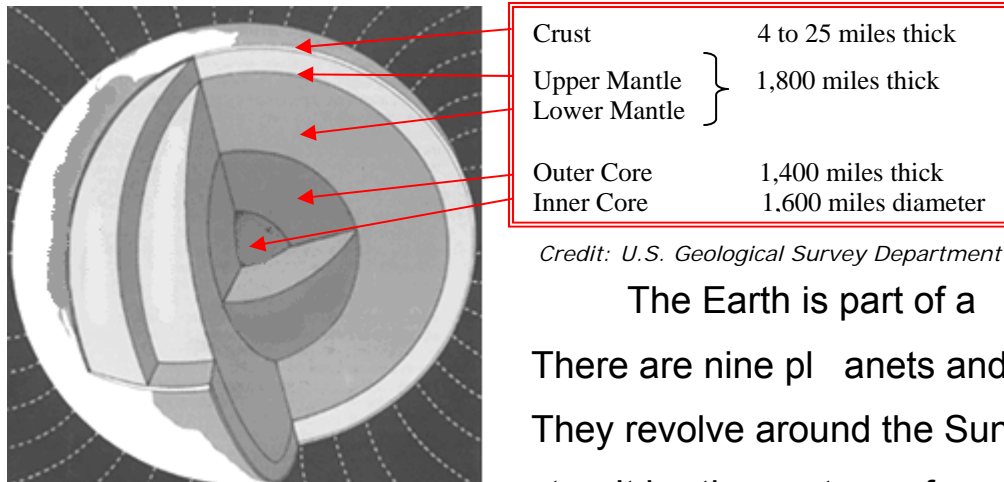 Crust 4 to 25 miles thick
Upper Mantle 1,800 miles thick
Lower Mantle
Outer Core 1,400 miles thick
Inner Core 1,600 miles diameter
Credit: U.S. Geological Survey Department
The Earth is part of a
There are nine pl anets and
They revolve around the Sun